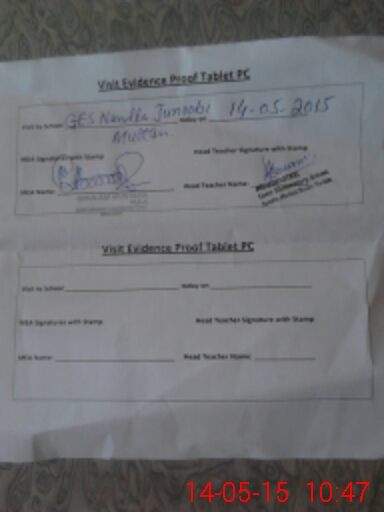 Visit Evidence Proof Tablet PC
Visit to School: GES Nandla Junoobi today on 14-05-2015
Multan
MEA Signature with Stamp Head Teacher Signature with Stamp
MEA Name: Head Teacher Name:
Visit Evidence Proof Tablet PC
Visit to School: today on
MEA Signatures with Stamp Head Teacher Signature with Stamp
MEA Name: Head Teacher Name:
14-05-15 10:47